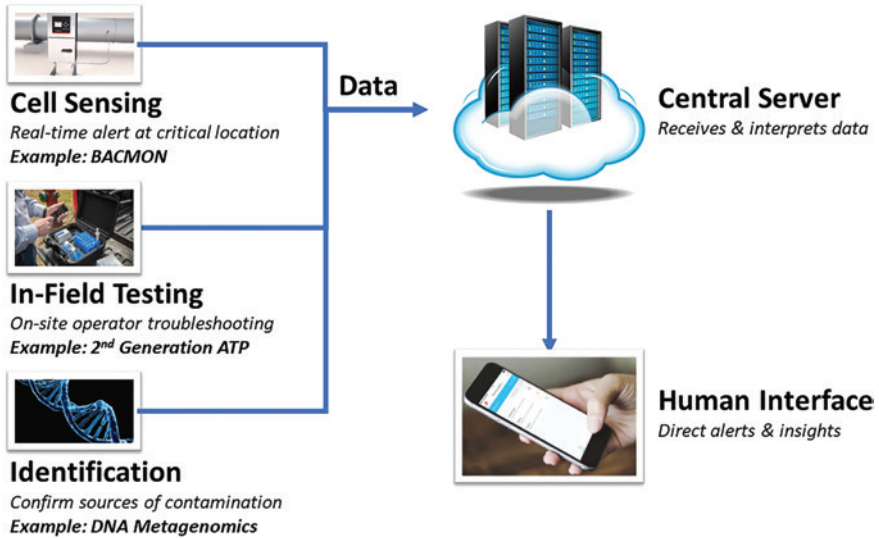 Cell Sensing
Real-time alert at critical location
Example: BACMON
In-Field Testing
On-site operator troubleshooting
Example: 2nd Generation ATP
Identification
Confirm sources of contamination
Example: DNA Metagenomics
Data
Central Server
Receives & interprets data
Human Interface
Direct alerts & insights